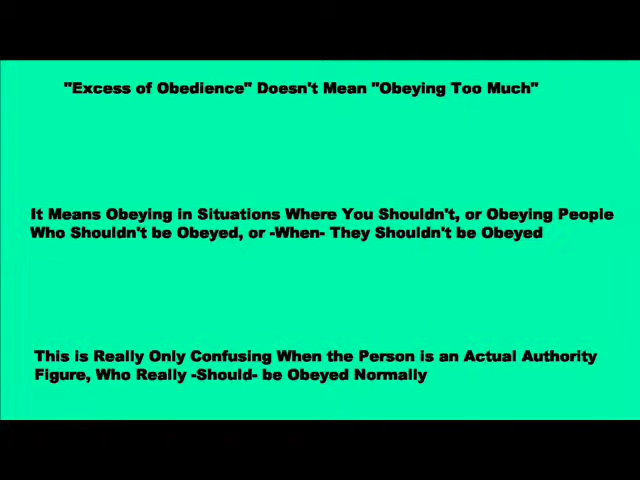 "Excess of Obedience" Doesn't Mean "Obeying Too Much"
It Means Obeying in Situations Where You Shouldn't, or Obeying People
Who Shouldn't be Obeyed, or -When- They Shouldn't be Obeyed
This is Really Only Confusing When the Person is an Actual Authority
Figure, Who Really -Should- be Obeyed Normally